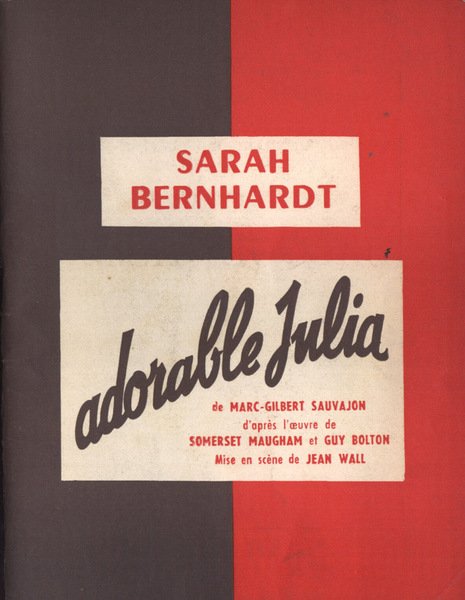 SARAH
BERNHARDT
adorable Julia
de MARC-GILBERT SAUVAJON
d'après l'œuvre de
SOMERSET MAUGHAM et GUY BOLTON
Mise en scène de JEAN WALL